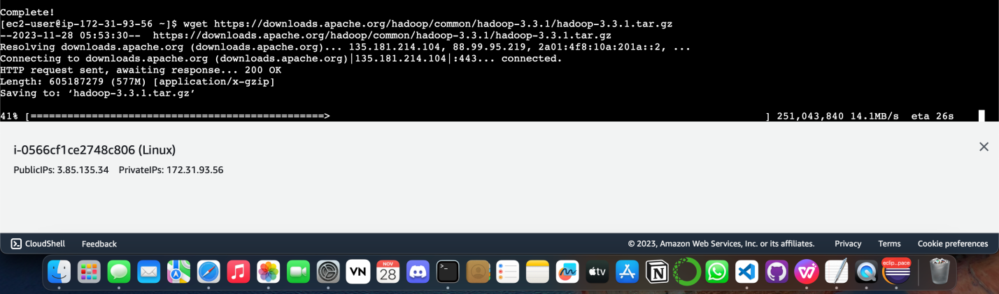 Complete!
[ec2-user@ip-172-31-93-56 ~]$ wget https://downloads.apache.org/hadoop/common/hadoop-3.3.1/hadoop-3.3.1.tar.gz
--2023-11-28 05:53:30--  https://downloads.apache.org/hadoop/common/hadoop-3.3.1/hadoop-3.3.1.tar.gz
Resolving downloads.apache.org (downloads.apache.org)... 135.181.214.104, 88.99.95.219, 2a01:4f8:10a:201a::2, ...
Connecting to downloads.apache.org (downloads.apache.org)|135.181.214.104|:443... connected.
HTTP request sent, awaiting response... 200 OK
Length: 605187279 (577M) [application/x-gzip]
Saving to: ‘hadoop-3.3.1.tar.gz’
41% [================================================>                                                                        ] 251,043,840 14.1MB/s  eta 26s
i-0566cf1ce2748c806 (Linux)
PublicIPs: 3.85.135.34 PrivateIPs: 172.31.93.56
CloudShell Feedback © 2023, Amazon Web Services, Inc. or its affiliates. Privacy Terms Cookie preferences
VN NOV 28 >_ tv N W eclip...pace